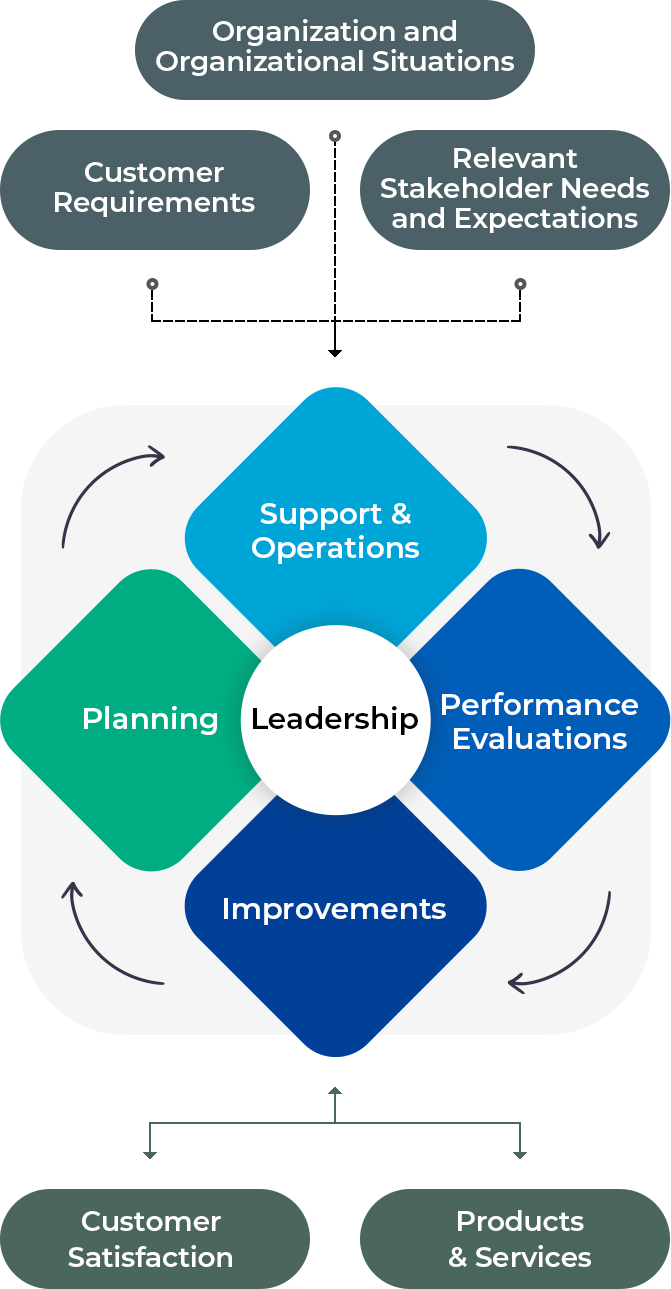 Organization and
Organizational Situations
Customer
Requirements
Relevant
Stakeholder Needs
and Expectations
Support &
Operations
Planning
Leadership
Performance
Evaluations
Improvements
Customer
Satisfaction
Products
& Services